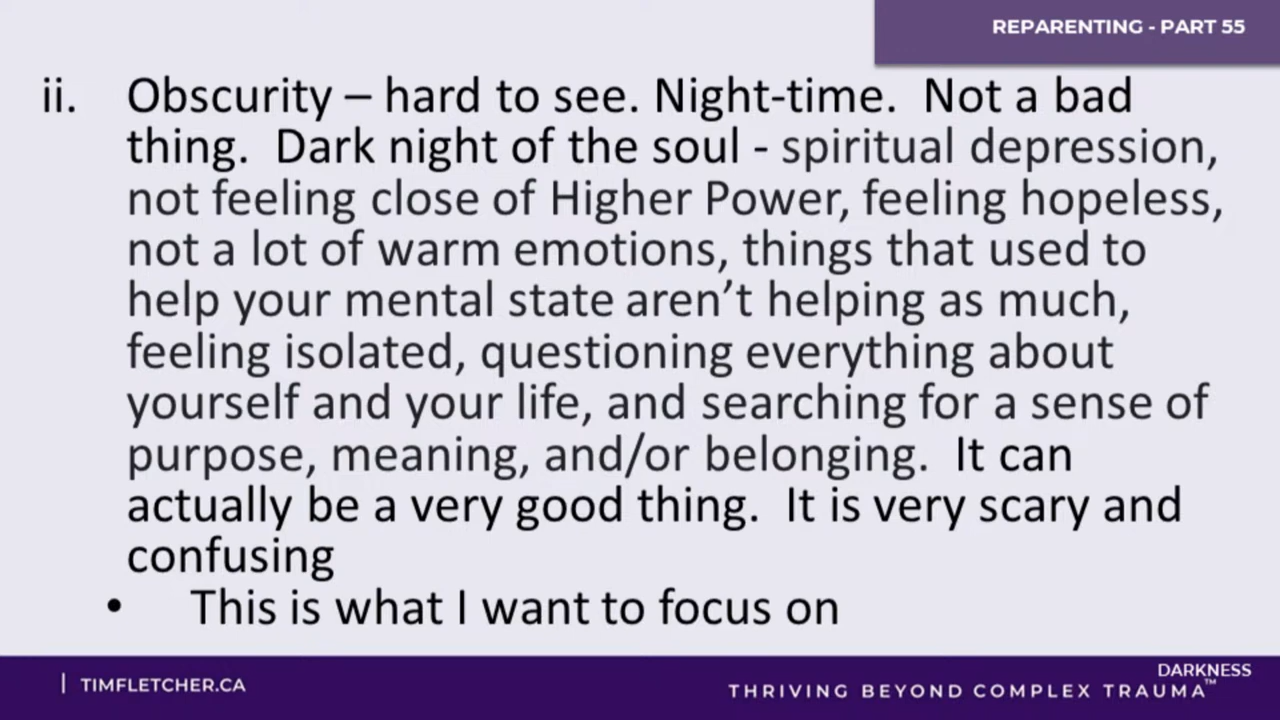 REPARENTING - PART 55
ii. Obscurity – hard to see. Night-time. Not a bad
thing. Dark night of the soul - spiritual depression,
not feeling close of Higher Power, feeling hopeless,
not a lot of warm emotions, things that used to
help your mental state aren’t helping as much,
feeling isolated, questioning everything about
yourself and your life, and searching for a sense of
purpose, meaning, and/or belonging. It can
actually be a very good thing. It is very scary and
confusing
• This is what I want to focus on
| TIMFLETCHER.CA
DARKNESS
THRIVING BEYOND COMPLEX TRAUMA™